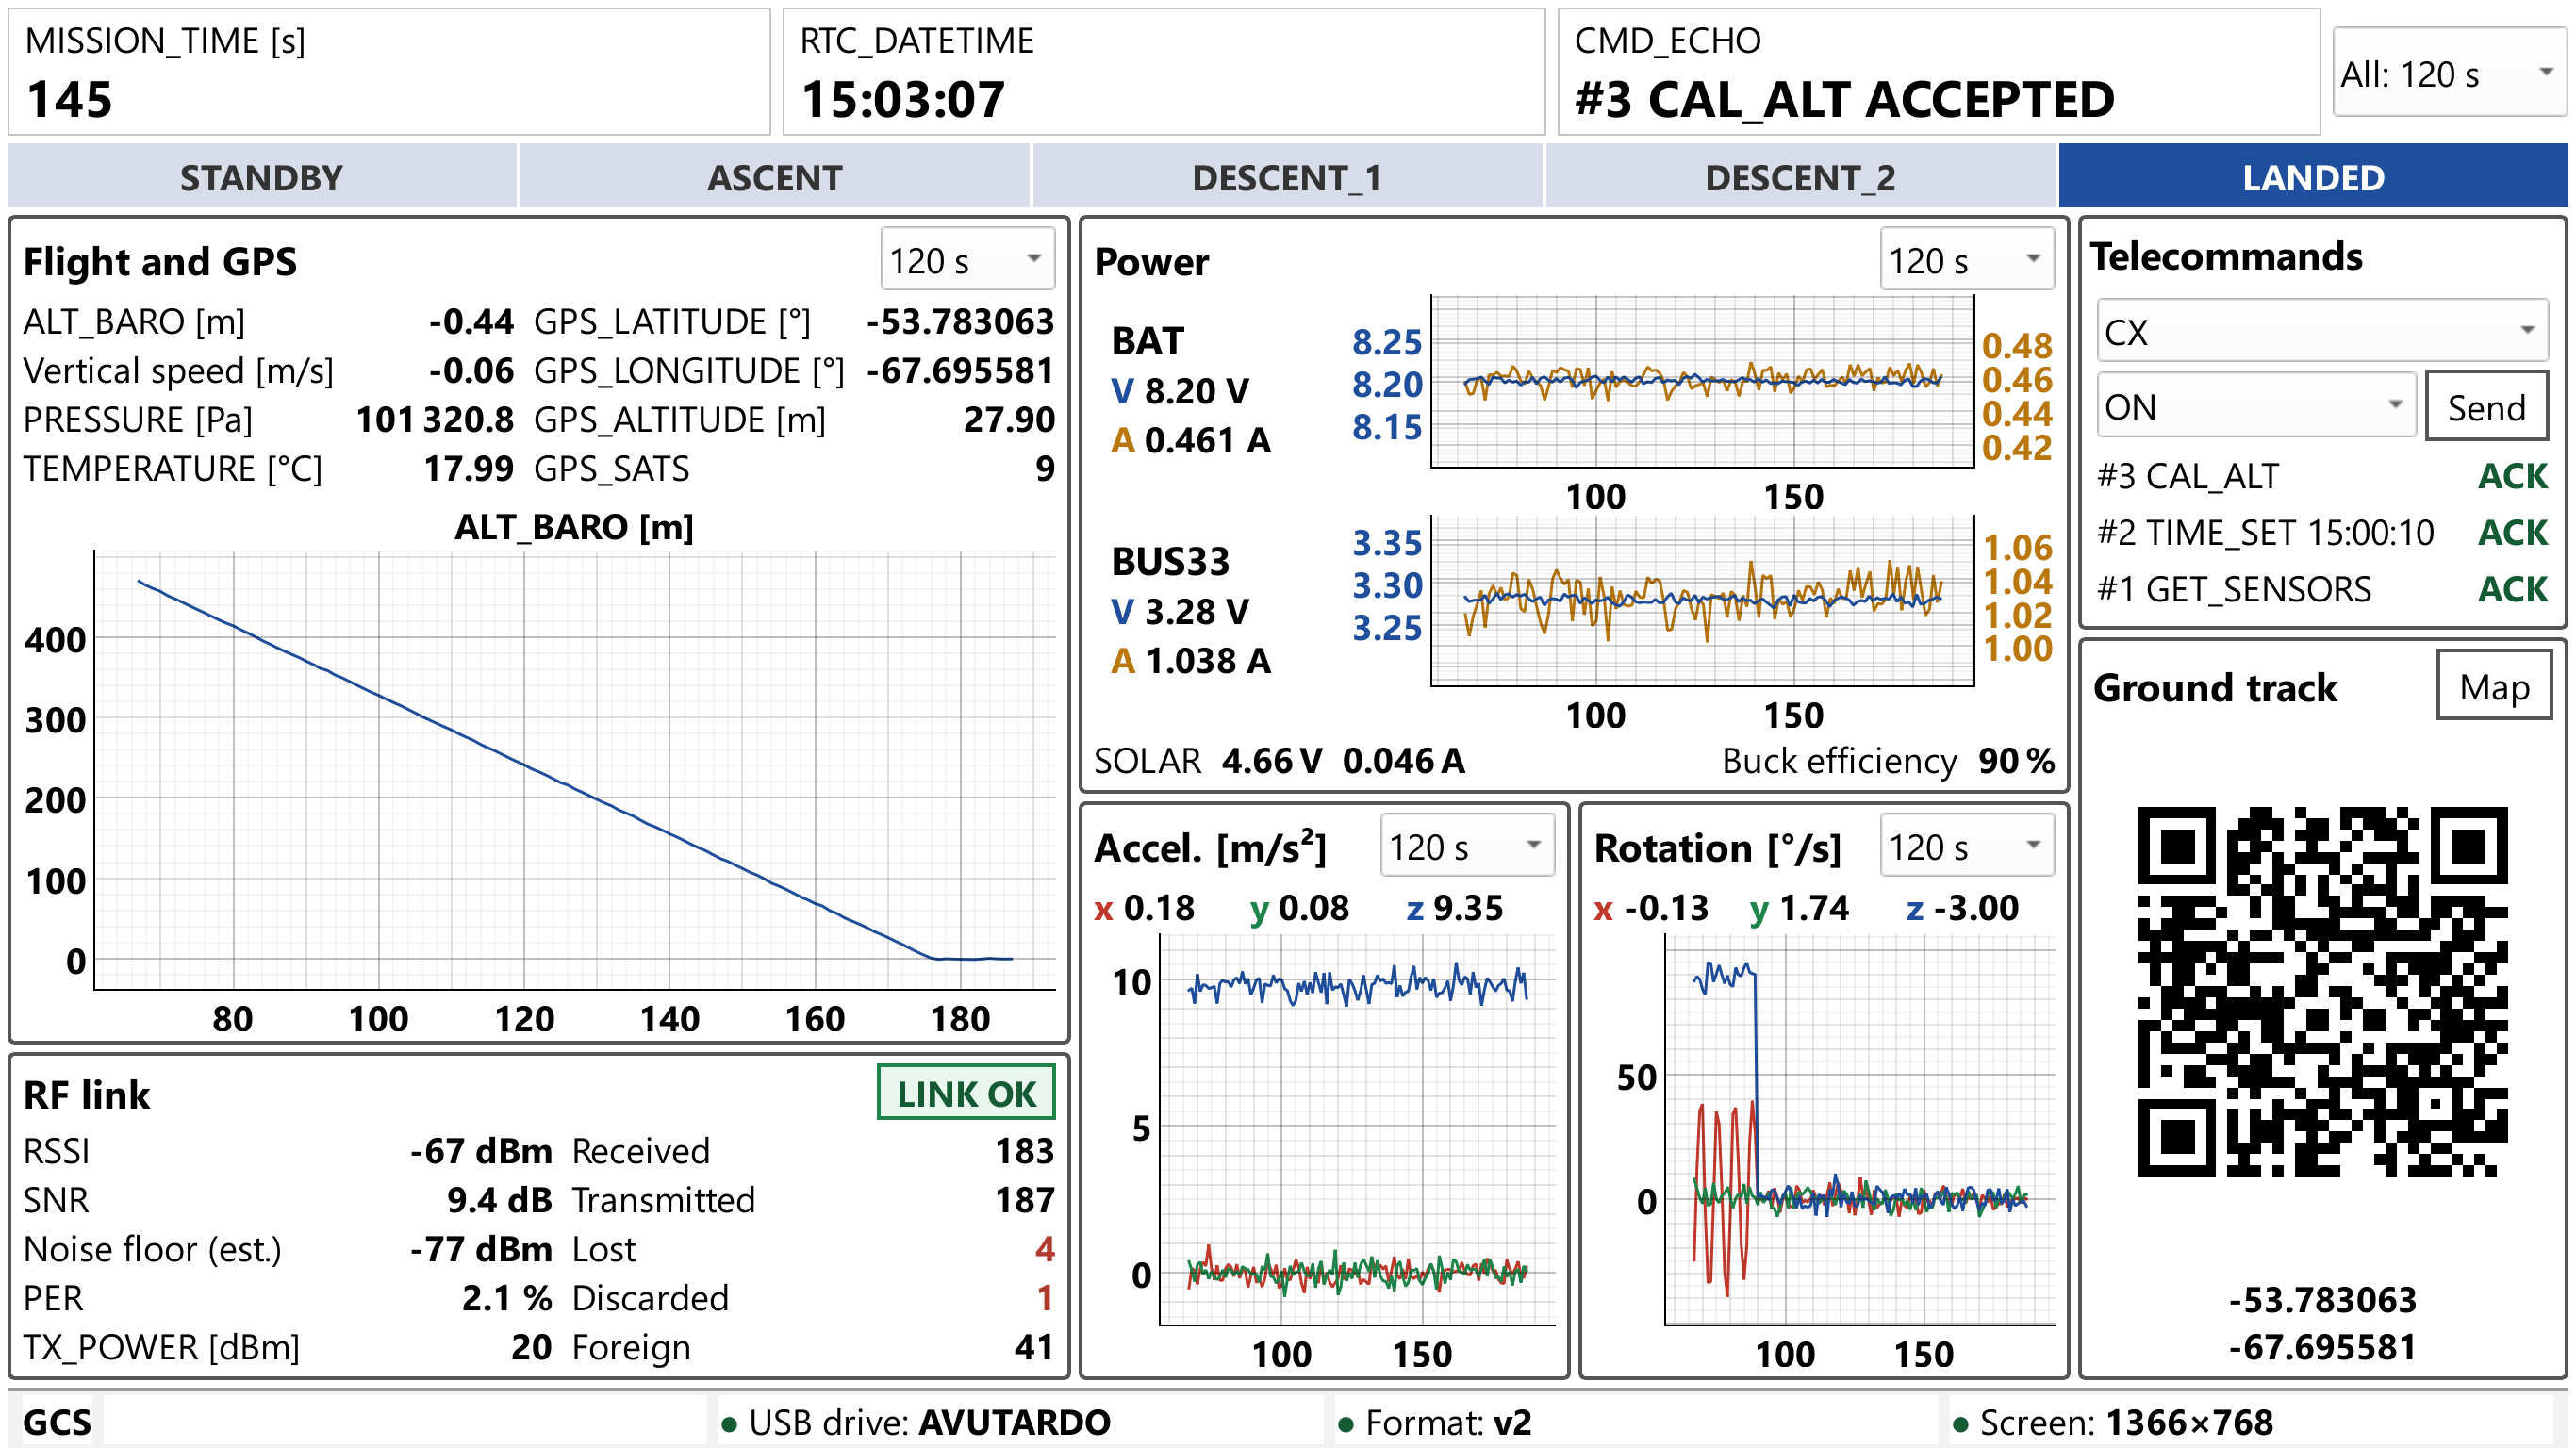 MISSION_TIME [s]
145
RTC_DATETIME
15:03:07
CMD_ECHO
#3 CAL_ALT ACCEPTED
All: 120 s
STANDBY
ASCENT
DESCENT_1
DESCENT_2
LANDED
Flight and GPS
120 s
ALT_BARO [m] -0.44 GPS_LATITUDE [°] -53.783063
Vertical speed [m/s] -0.06 GPS_LONGITUDE [°] -67.695581
PRESSURE [Pa] 101 320.8 GPS_ALTITUDE [m] 27.90
TEMPERATURE [°C] 17.99 GPS_SATS 9
ALT_BARO [m]
400
300
200
100
0
80 100 120 140 160 180
RF link
LINK OK
RSSI -67 dBm Received 183
SNR 9.4 dB Transmitted 187
Noise floor (est.) -77 dBm Lost 4
PER 2.1 % Discarded 1
TX_POWER [dBm] 20 Foreign 41
Power
120 s
BAT
V 8.20 V
A 0.461 A
8.25
8.20
8.15
0.48
0.46
0.44
0.42
100 150
BUS33
V 3.28 V
A 1.038 A
3.35
3.30
3.25
1.06
1.04
1.02
1.00
100 150
SOLAR 4.66 V 0.046 A Buck efficiency 90 %
Accel. [m/s²]
120 s
x 0.18 y 0.08 z 9.35
10
5
0
100 150
Rotation [°/s]
120 s
x -0.13 y 1.74 z -3.00
50
0
100 150
Telecommands
CX
ON
Send
#3 CAL_ALT ACK
#2 TIME_SET 15:00:10 ACK
#1 GET_SENSORS ACK
Ground track
Map
-53.783063
-67.695581
GCS
USB drive: AVUTARDO
Format: v2
Screen: 1366×768